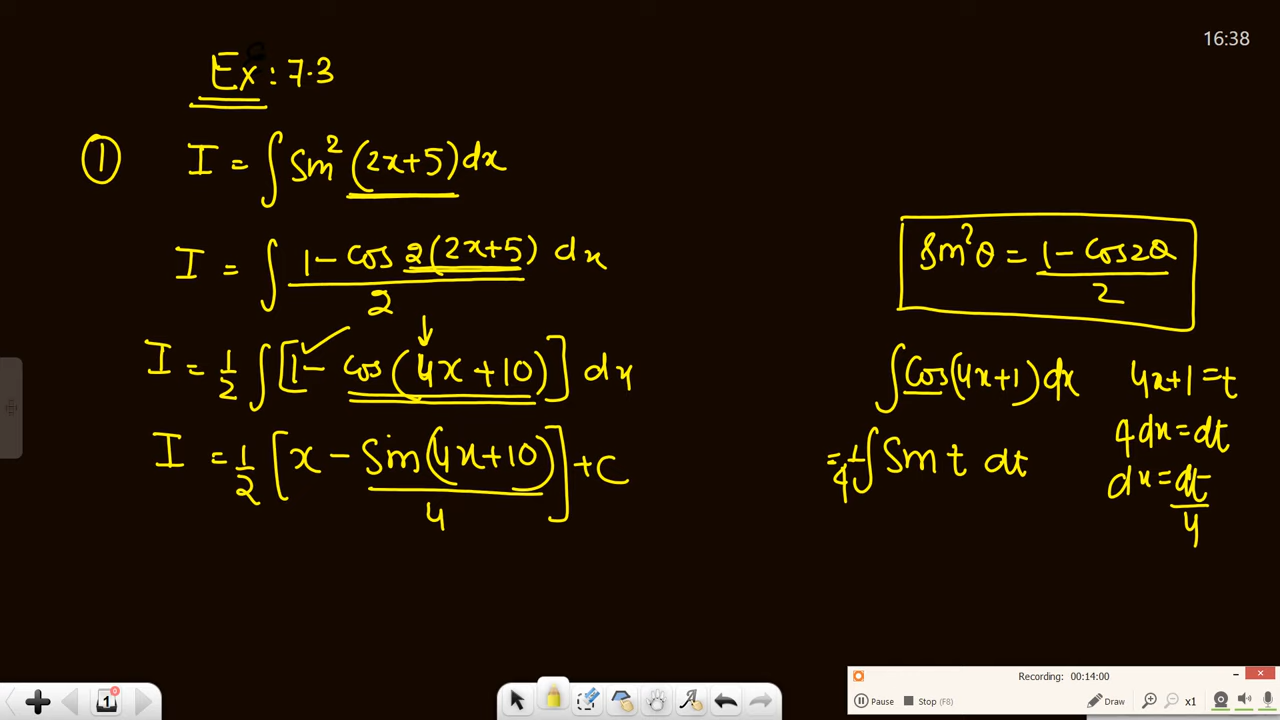 16:38
Ex: 7.3
① I = ∫ Sin² (2x+5) dx
I = ∫ (1 - cos 2(2x+5))/2 dx
I = 1/2 ∫ [1 - cos(4x+10)] dx
I = 1/2 [x - Sin(4x+10)/4] + C
Sin²θ = (1 - Cos2θ)/2
∫ Cos(4x+1) dx
= 1/4 ∫ Sin t dt
4x+1 = t
4dx = dt
dx = dt/4
1
0
Recording: 00:14:00
Pause Stop (F8) Draw x1